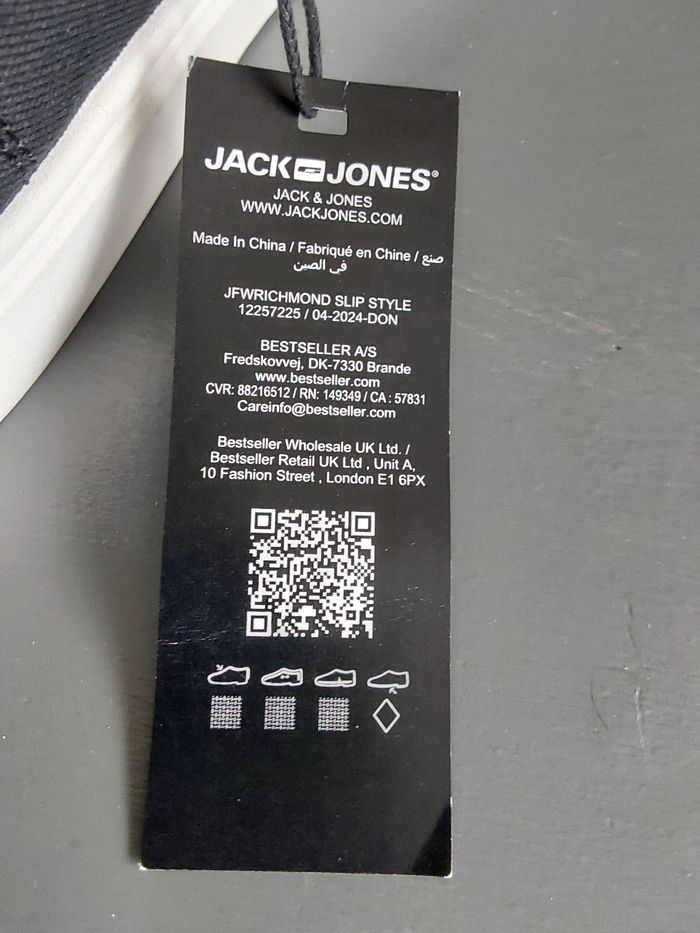 JACK JONES®
JACK & JONES
WWW.JACKJONES.COM
Made In China / Fabriqué en Chine / صنع
فى الصين
JFWRICHMOND SLIP STYLE
12257225 / 04-2024-DON
BESTSELLER A/S
Fredskovvej, DK-7330 Brande
www.bestseller.com
CVR: 88216512 / RN: 149349 / CA : 57831
Careinfo@bestseller.com
Bestseller Wholesale UK Ltd. /
Bestseller Retail UK Ltd , Unit A,
10 Fashion Street , London E1 6PX